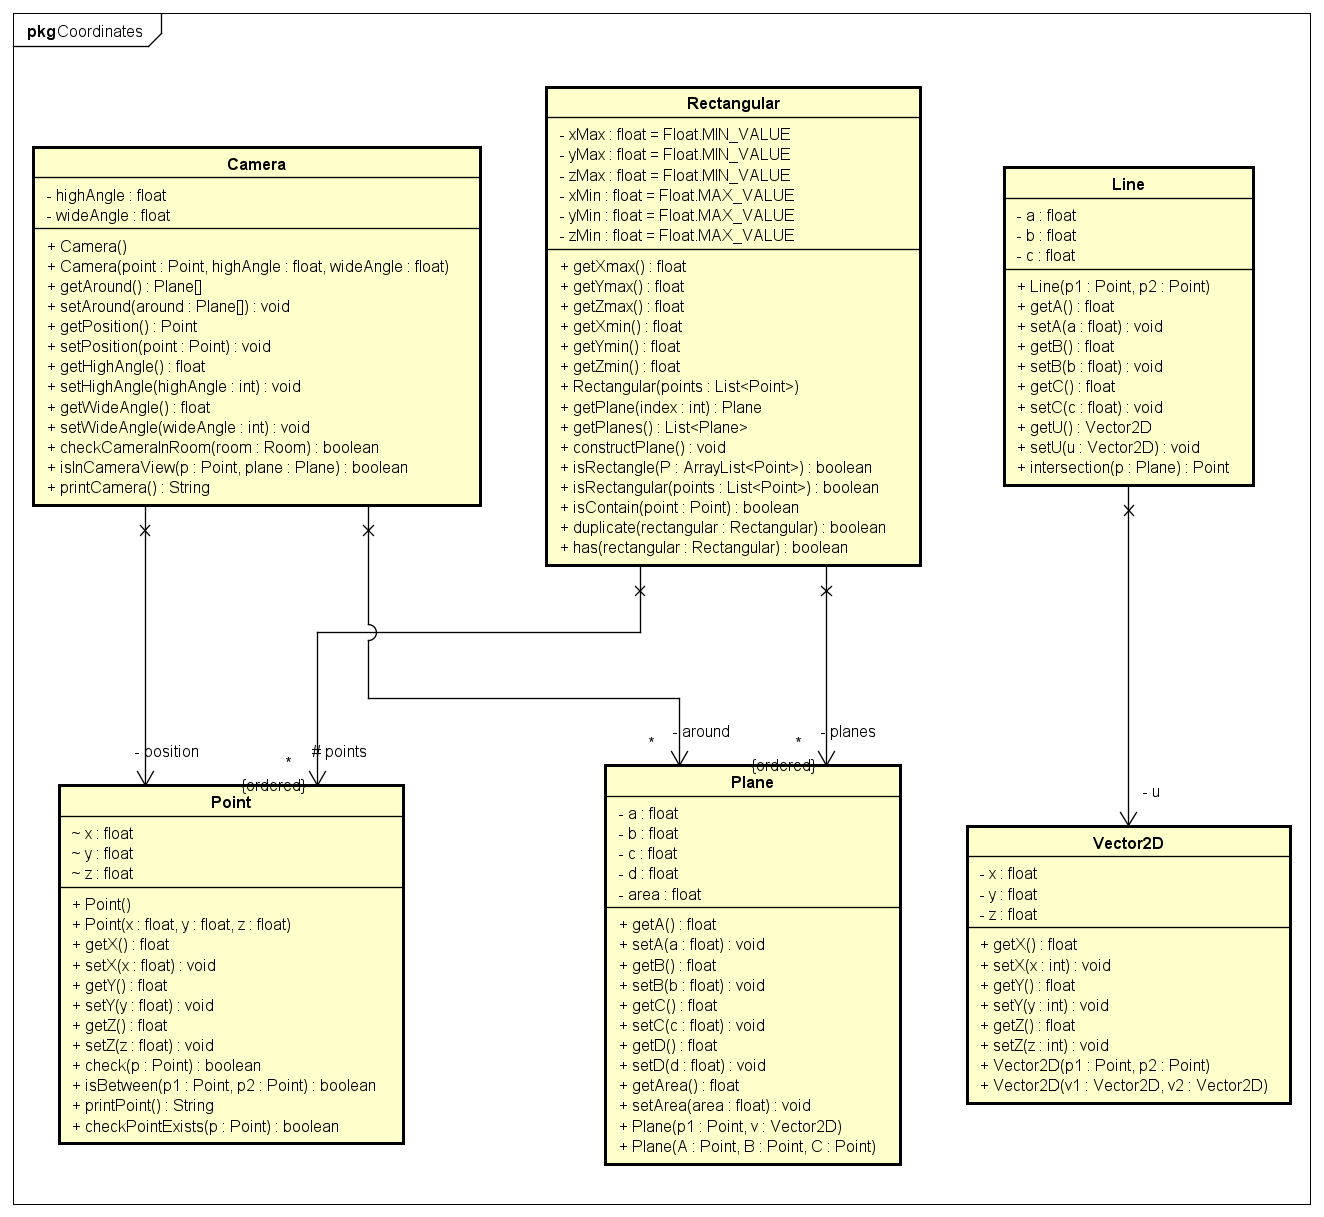 pkg Coordinates
Camera
- highAngle : float
- wideAngle : float
+ Camera()
+ Camera(point : Point, highAngle : float, wideAngle : float)
+ getAround() : Plane[]
+ setAround(around : Plane[]) : void
+ getPosition() : Point
+ setPosition(point : Point) : void
+ getHighAngle() : float
+ setHighAngle(highAngle : int) : void
+ getWideAngle() : float
+ setWideAngle(wideAngle : int) : void
+ checkCameraInRoom(room : Room) : boolean
+ isInCameraView(p : Point, plane : Plane) : boolean
+ printCamera() : String
Rectangular
- xMax : float = Float.MIN_VALUE
- yMax : float = Float.MIN_VALUE
- zMax : float = Float.MIN_VALUE
- xMin : float = Float.MAX_VALUE
- yMin : float = Float.MAX_VALUE
- zMin : float = Float.MAX_VALUE
+ getXmax() : float
+ getYmax() : float
+ getZmax() : float
+ getXmin() : float
+ getYmin() : float
+ getZmin() : float
+ Rectangular(points : List<Point>)
+ getPlane(index : int) : Plane
+ getPlanes() : List<Plane>
+ constructPlane() : void
+ isRectangle(P : ArrayList<Point>) : boolean
+ isRectangular(points : List<Point>) : boolean
+ isContain(point : Point) : boolean
+ duplicate(rectangular : Rectangular) : boolean
+ has(rectangular : Rectangular) : boolean
Line
- a : float
- b : float
- c : float
+ Line(p1 : Point, p2 : Point)
+ getA() : float
+ setA(a : float) : void
+ getB() : float
+ setB(b : float) : void
+ getC() : float
+ setC(c : float) : void
+ getU() : Vector2D
+ setU(u : Vector2D) : void
+ intersection(p : Plane) : Point
- position
*
# points
{ordered}
*
- around
*
- planes
{ordered}
- u
Point
~ x : float
~ y : float
~ z : float
+ Point()
+ Point(x : float, y : float, z : float)
+ getX() : float
+ setX(x : float) : void
+ getY() : float
+ setY(y : float) : void
+ getZ() : float
+ setZ(z : float) : void
+ check(p : Point) : boolean
+ isBetween(p1 : Point, p2 : Point) : boolean
+ printPoint() : String
+ checkPointExists(p : Point) : boolean
Plane
- a : float
- b : float
- c : float
- d : float
- area : float
+ getA() : float
+ setA(a : float) : void
+ getB() : float
+ setB(b : float) : void
+ getC() : float
+ setC(c : float) : void
+ getD() : float
+ setD(d : float) : void
+ getArea() : float
+ setArea(area : float) : void
+ Plane(p1 : Point, v : Vector2D)
+ Plane(A : Point, B : Point, C : Point)
Vector2D
- x : float
- y : float
- z : float
+ getX() : float
+ setX(x : int) : void
+ getY() : float
+ setY(y : int) : void
+ getZ() : float
+ setZ(z : int) : void
+ Vector2D(p1 : Point, p2 : Point)
+ Vector2D(v1 : Vector2D, v2 : Vector2D)